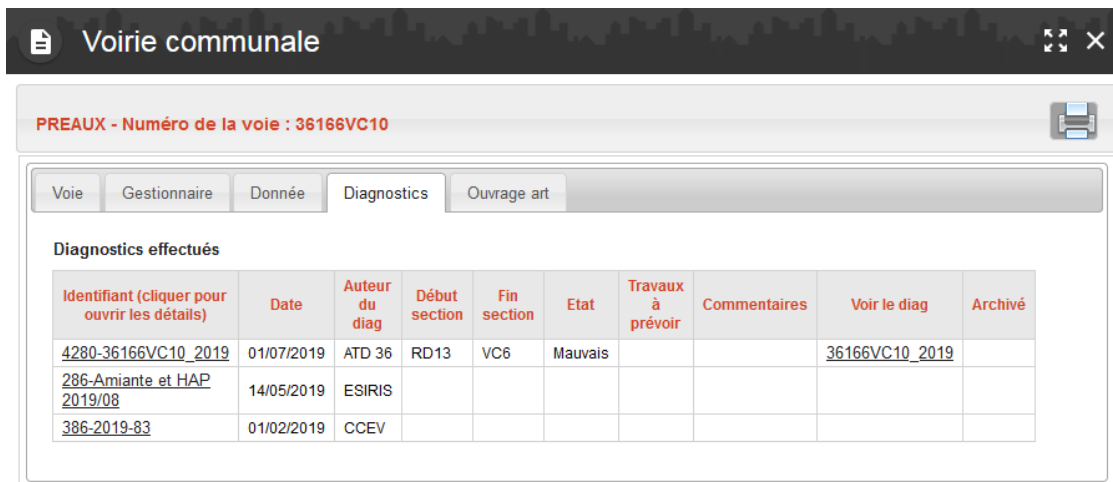 Voirie communale
PREAUX - Numéro de la voie : 36166VC10
Voie Gestionnaire Donnée Diagnostics Ouvrage art
Diagnostics effectués
Identifiant (cliquer pour ouvrir les détails) Date Auteur du diag Début section Fin section Etat Travaux à prévoir Commentaires Voir le diag Archivé
4280-36166VC10_2019 01/07/2019 ATD 36 RD13 VC6 Mauvais 36166VC10_2019
286-Amiante et HAP 2019/08 14/05/2019 ESIRIS
386-2019-83 01/02/2019 CCEV